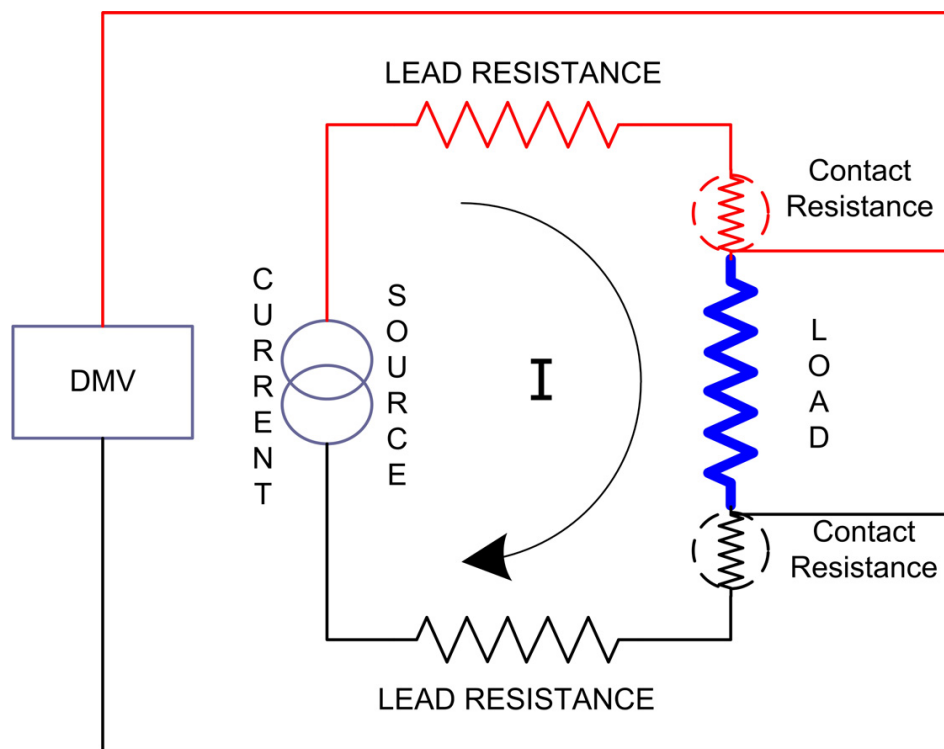 LEAD RESISTANCE
Contact
Resistance
CURRENT
SOURCE
I
LOAD
DMV
Contact
Resistance
LEAD RESISTANCE